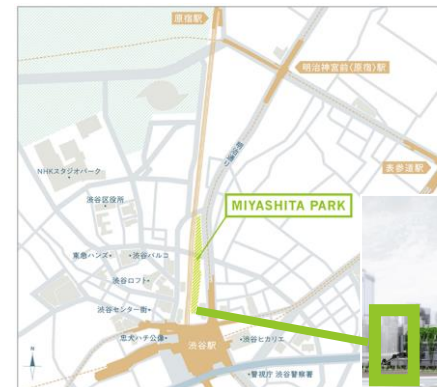 原宿駅
明治神宮前〈原宿〉駅
明治通り
表参道駅
NHKスタジオパーク
渋谷区役所
MIYASHITA PARK
東急ハンズ
渋谷パルコ
渋谷ロフト
渋谷センター街
忠犬ハチ公像
渋谷駅
渋谷ヒカリエ
警視庁 渋谷警察署
N